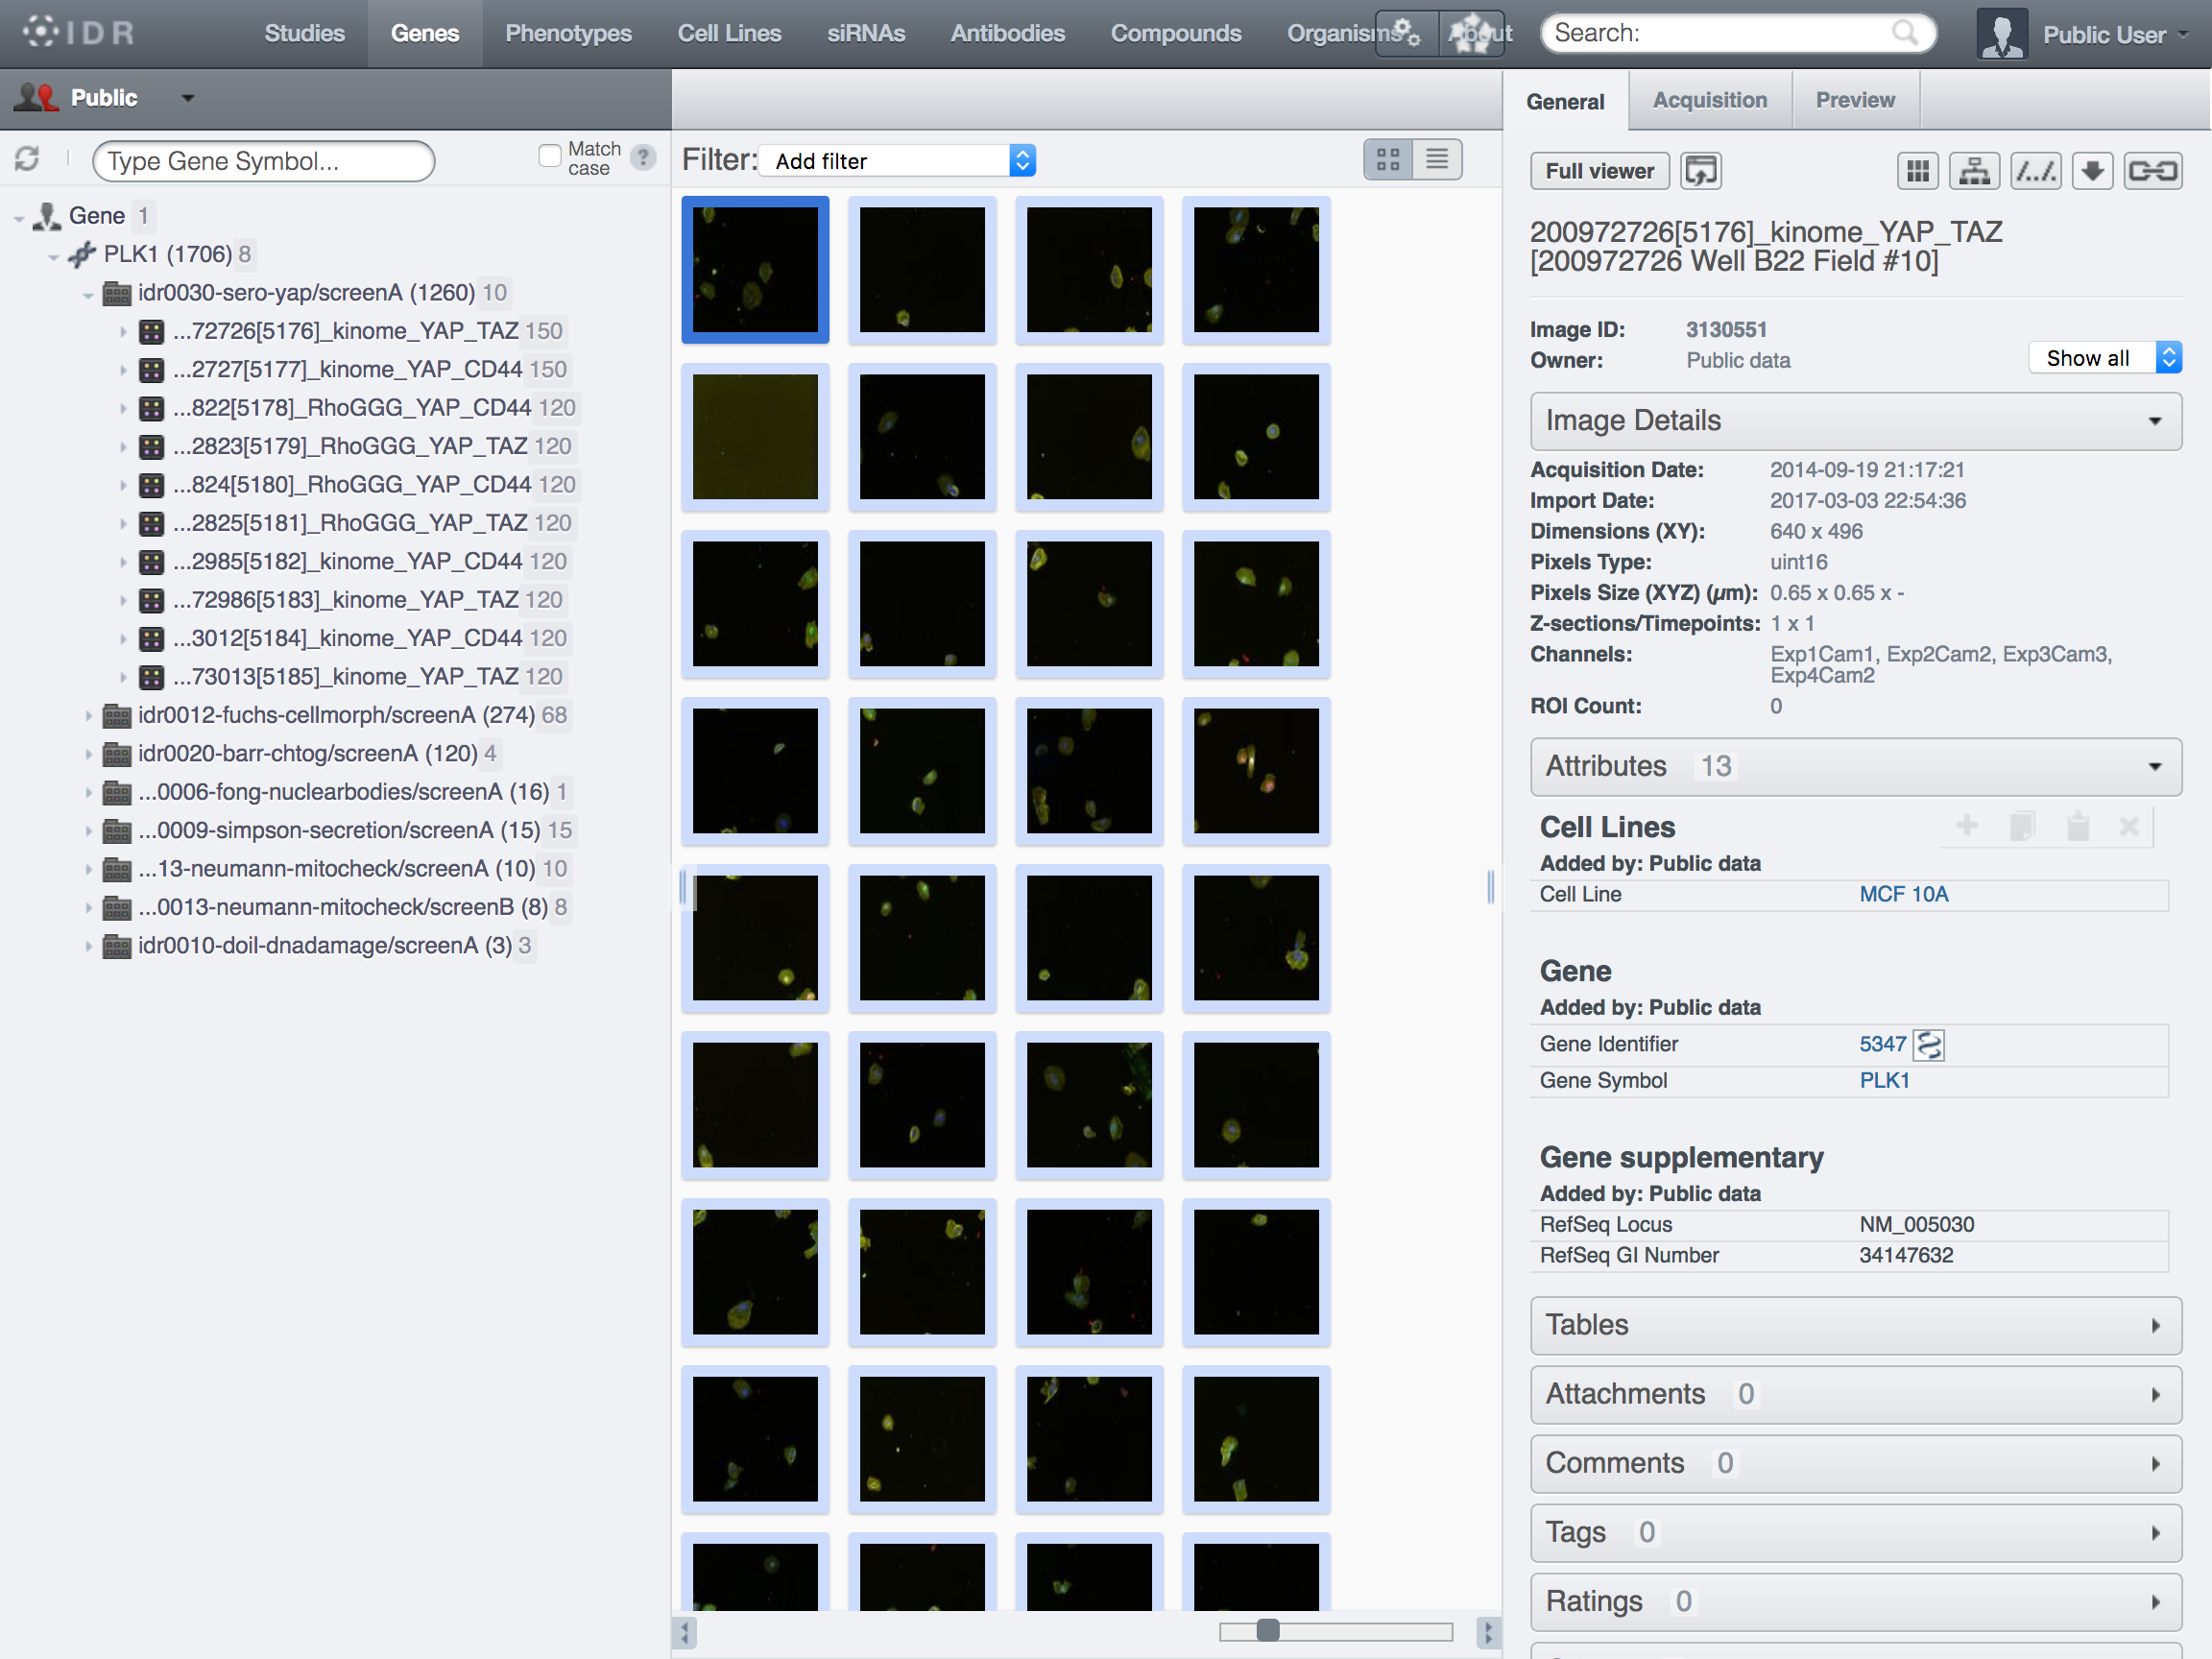 IDR
Studies
Genes
Phenotypes
Cell Lines
siRNAs
Antibodies
Compounds
Organisms
About
Search:
Public User
Public
Type Gene Symbol...
Match case
?
Gene 1
PLK1 (1706) 8
idr0030-sero-yap/screenA (1260) 10
...72726[5176]_kinome_YAP_TAZ 150
...2727[5177]_kinome_YAP_CD44 150
...822[5178]_RhoGGG_YAP_CD44 120
...2823[5179]_RhoGGG_YAP_TAZ 120
...824[5180]_RhoGGG_YAP_CD44 120
...2825[5181]_RhoGGG_YAP_TAZ 120
...2985[5182]_kinome_YAP_CD44 120
...72986[5183]_kinome_YAP_TAZ 120
...3012[5184]_kinome_YAP_CD44 120
...73013[5185]_kinome_YAP_TAZ 120
idr0012-fuchs-cellmorph/screenA (274) 68
idr0020-barr-chtog/screenA (120) 4
...0006-fong-nuclearbodies/screenA (16) 1
...0009-simpson-secretion/screenA (15) 15
...13-neumann-mitocheck/screenA (10) 10
...0013-neumann-mitocheck/screenB (8) 8
idr0010-doil-dnadamage/screenA (3) 3
Filter: Add filter
General
Acquisition
Preview
Full viewer
200972726[5176]_kinome_YAP_TAZ
[200972726 Well B22 Field #10]
Image ID: 3130551
Owner: Public data
Show all
Image Details
Acquisition Date: 2014-09-19 21:17:21
Import Date: 2017-03-03 22:54:36
Dimensions (XY): 640 x 496
Pixels Type: uint16
Pixels Size (XYZ) (µm): 0.65 x 0.65 x -
Z-sections/Timepoints: 1 x 1
Channels: Exp1Cam1, Exp2Cam2, Exp3Cam3,
Exp4Cam2
ROI Count: 0
Attributes 13
Cell Lines
Added by: Public data
Cell Line MCF 10A
Gene
Added by: Public data
Gene Identifier 5347
Gene Symbol PLK1
Gene supplementary
Added by: Public data
RefSeq Locus NM_005030
RefSeq GI Number 34147632
Tables
Attachments 0
Comments 0
Tags 0
Ratings 0